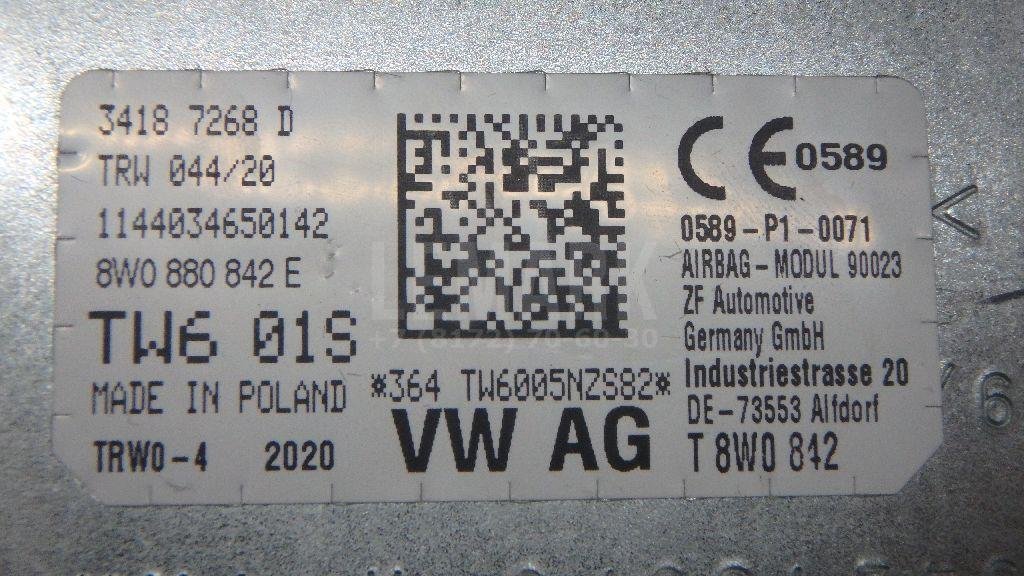 3418 7268 D
TRW 044/20
1144034650142
8W0 880 842 E
TW6 01S
MADE IN POLAND
TRW0-4 2020
*364 TW6005NZS82*
VW AG
CE 0589
0589-P1-0071
AIRBAG-MODUL 90023
ZF Automotive
Germany GmbH
Industriestrasse 20
DE-73553 Alfdorf
T 8W0 842